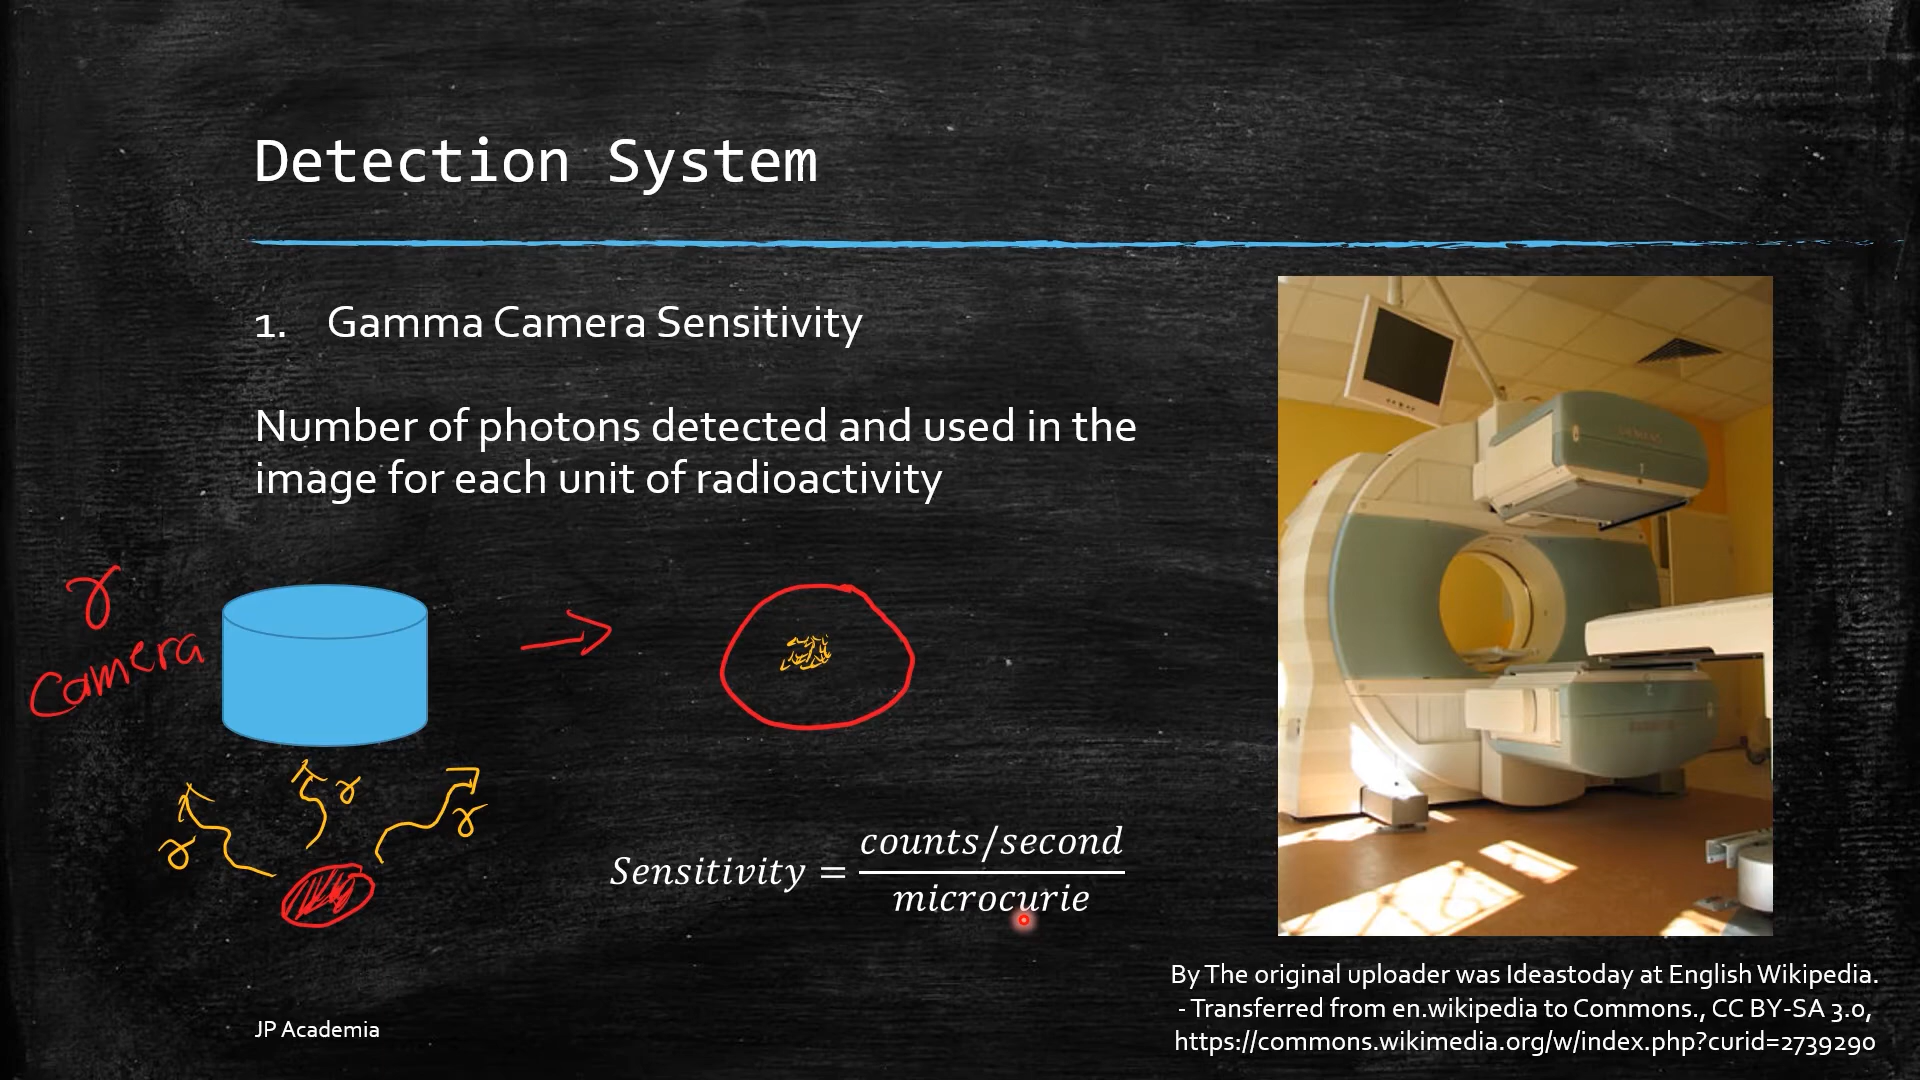 Detection System
1. Gamma Camera Sensitivity
Number of photons detected and used in the
image for each unit of radioactivity
γ
Camera
γ
γ
γ
Sensitivity = counts/second
microcurie
By The original uploader was Ideastoday at English Wikipedia.
- Transferred from en.wikipedia to Commons., CC BY-SA 3.0,
https://commons.wikimedia.org/w/index.php?curid=2739290
JP Academia